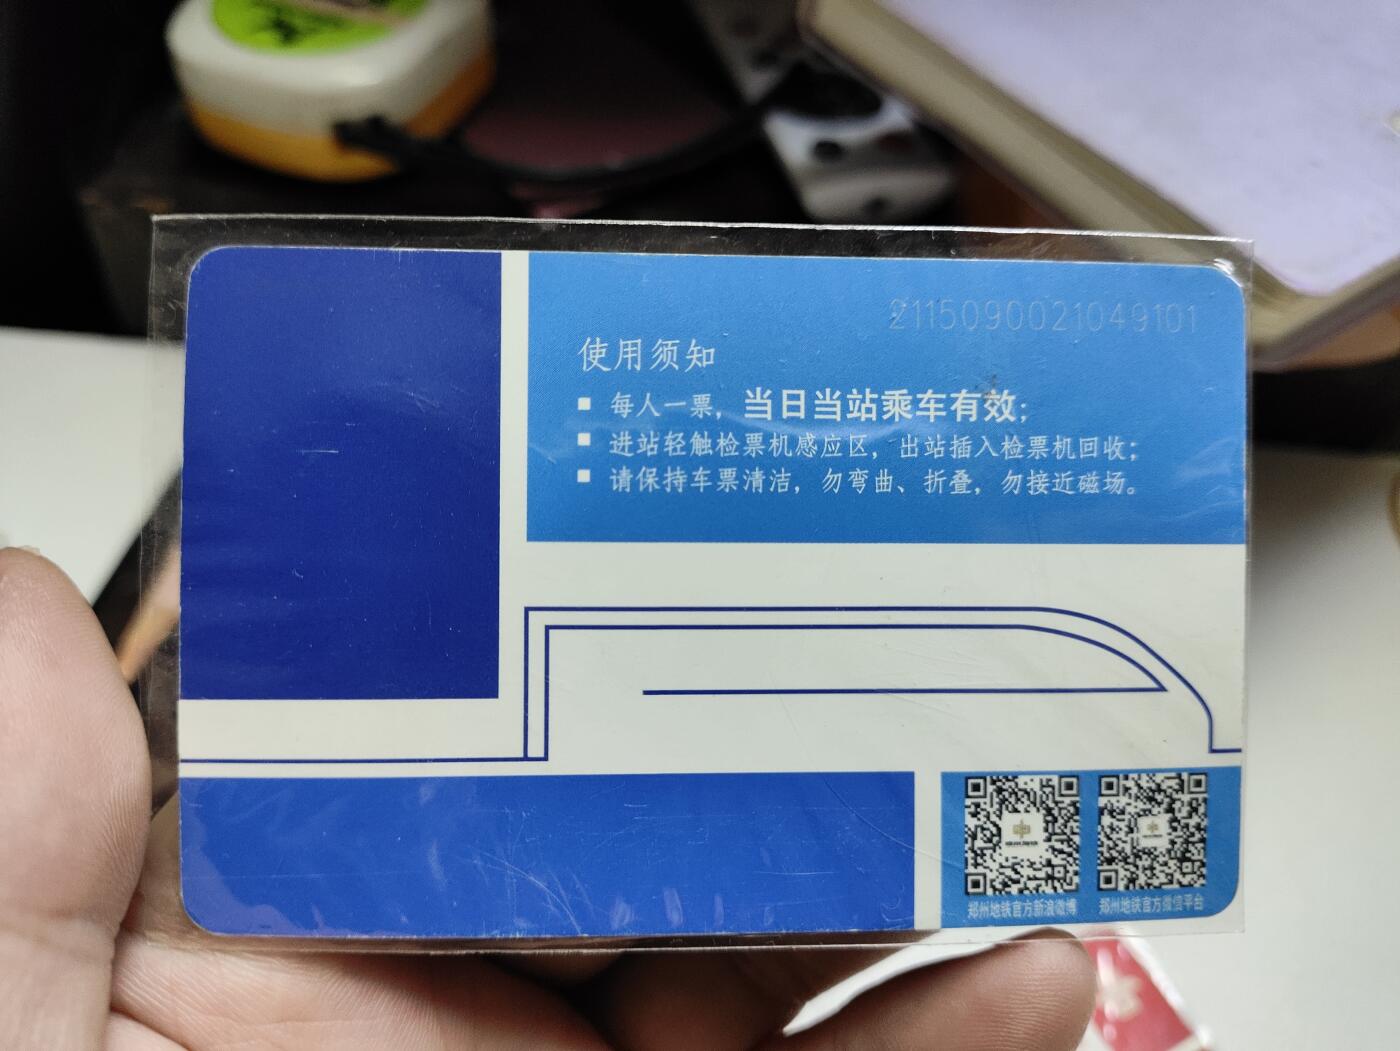 2115090021049101
使用须知
每人一票，当日当站乘车有效；
进站轻触检票机感应区，出站插入检票机回收；
请保持车票清洁，勿弯曲、折叠，勿接近磁场。
郑州地铁官方新浪微博
郑州地铁官方微信平台